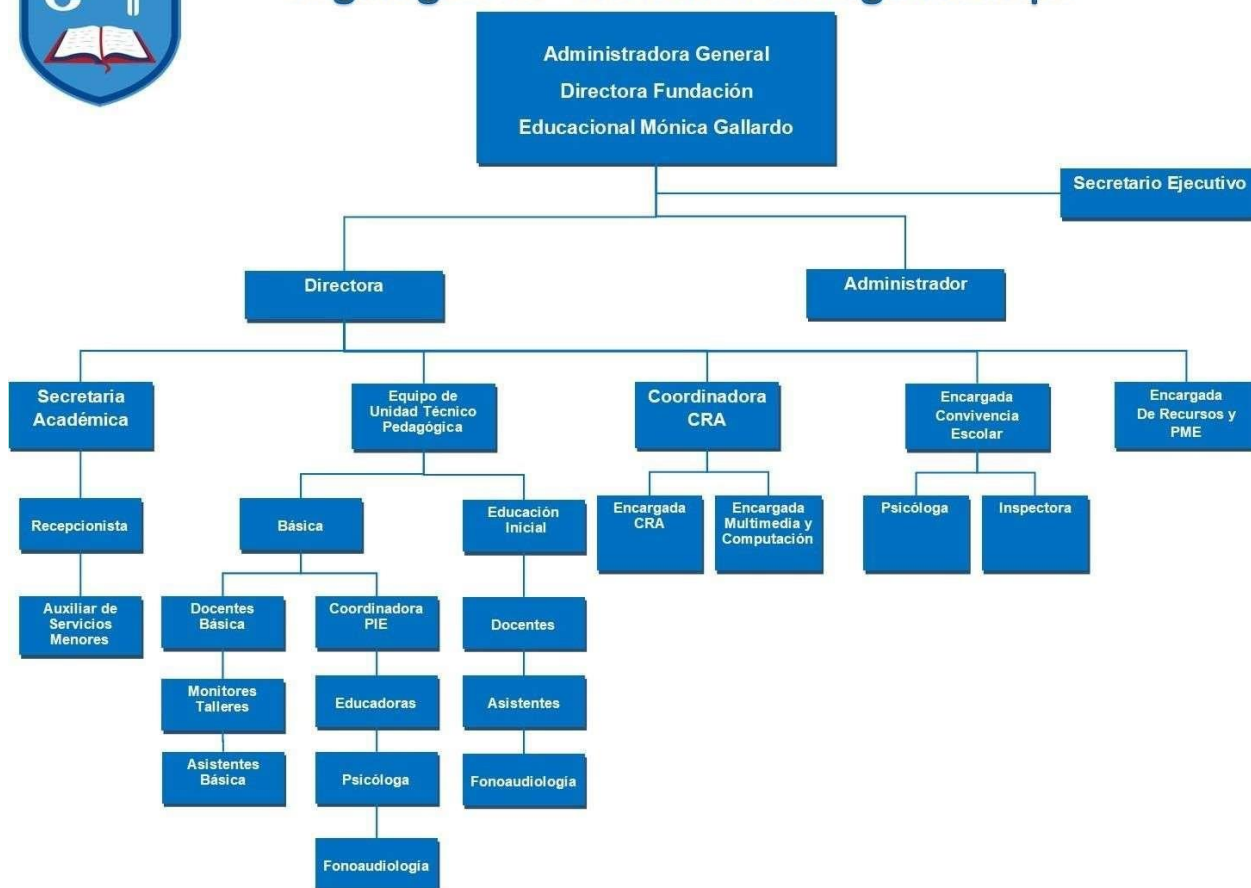 Administradora General
Directora Fundación
Educacional Mónica Gallardo
Secretario Ejecutivo
Directora
Administrador
Secretaria
Académica
Equipo de
Unidad Técnico
Pedagógica
Coordinadora
CRA
Encargada
Convivencia
Escolar
Encargada
De Recursos y
PME
Recepcionista
Básica
Educación
Inicial
Encargada
CRA
Encargada
Multimedia y
Computación
Psicóloga
Inspectora
Auxiliar de
Servicios
Menores
Docentes
Básica
Coordinadora
PIE
Docentes
Monitores
Talleres
Educadoras
Asistentes
Asistentes
Básica
Psicóloga
Fonoaudiología
Fonoaudiología